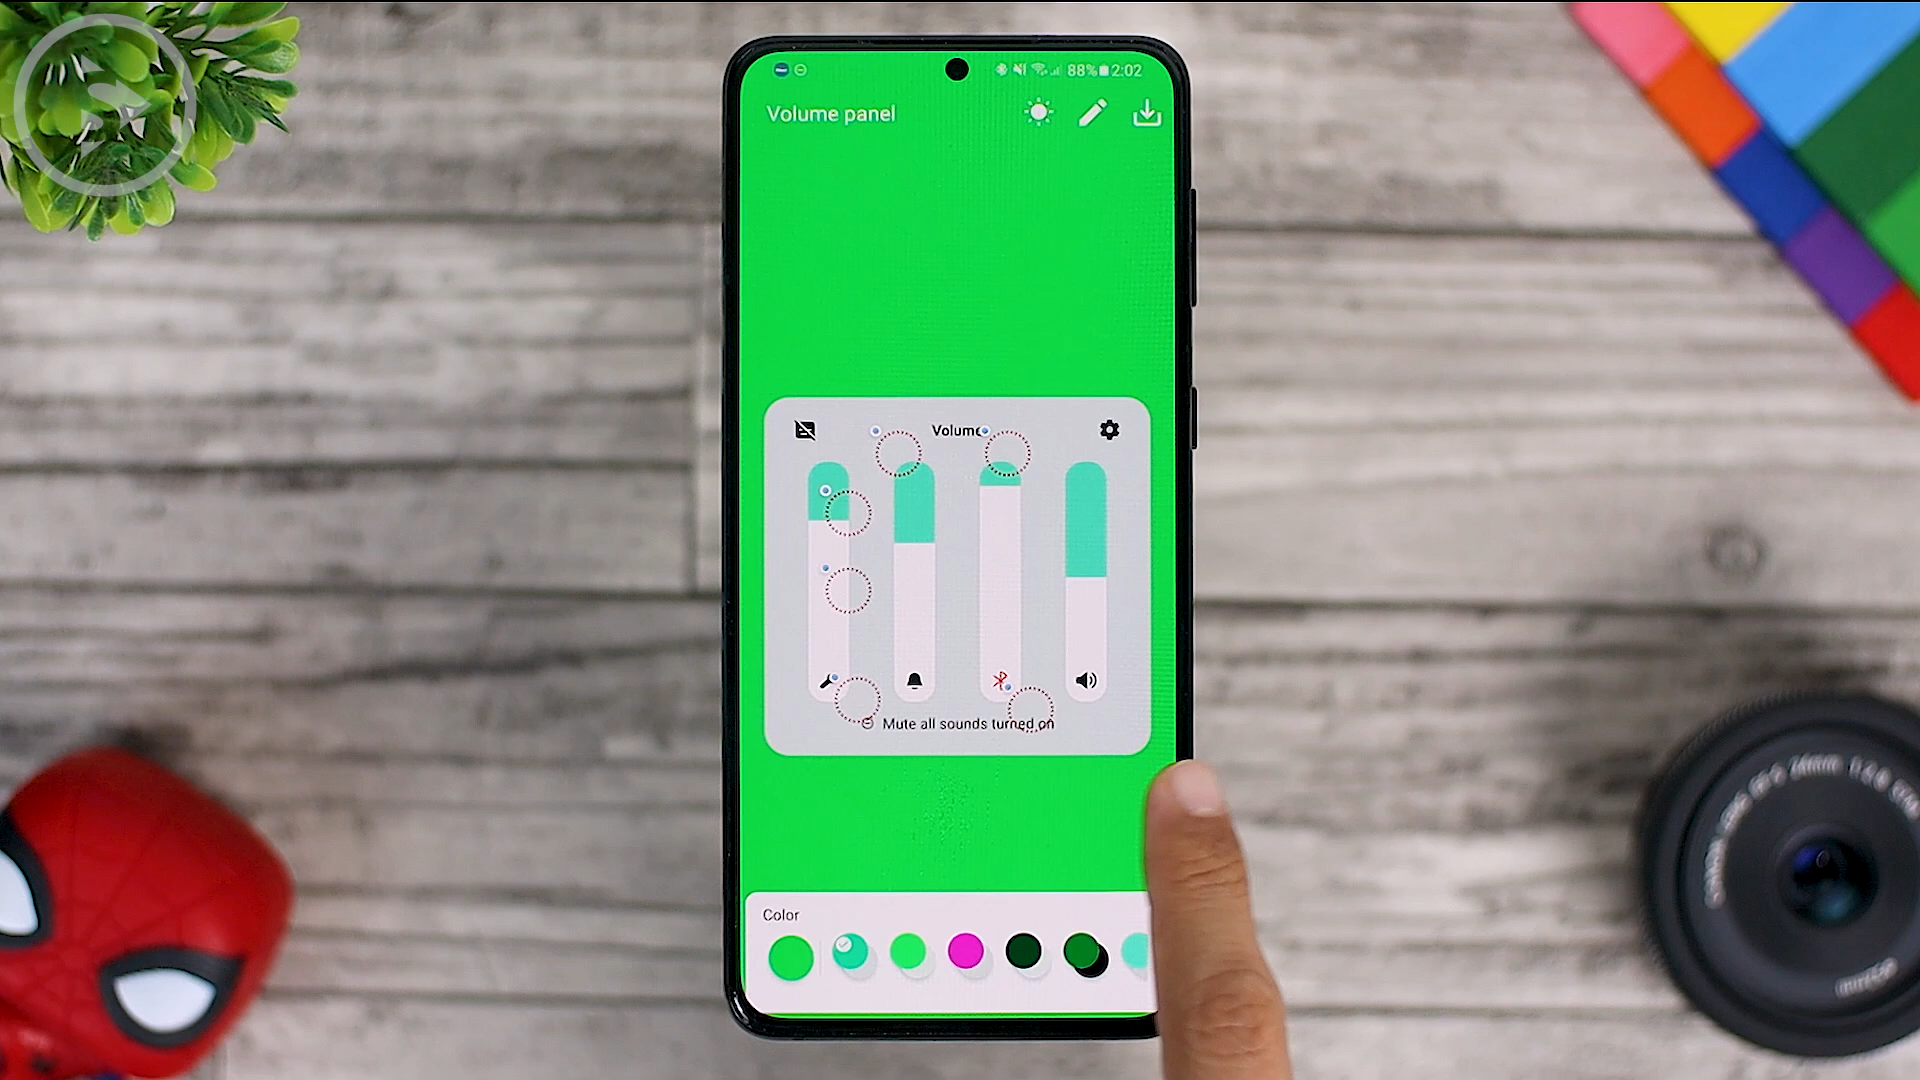 88% 2:02
Volume panel
Volume
Mute all sounds turned on
Color